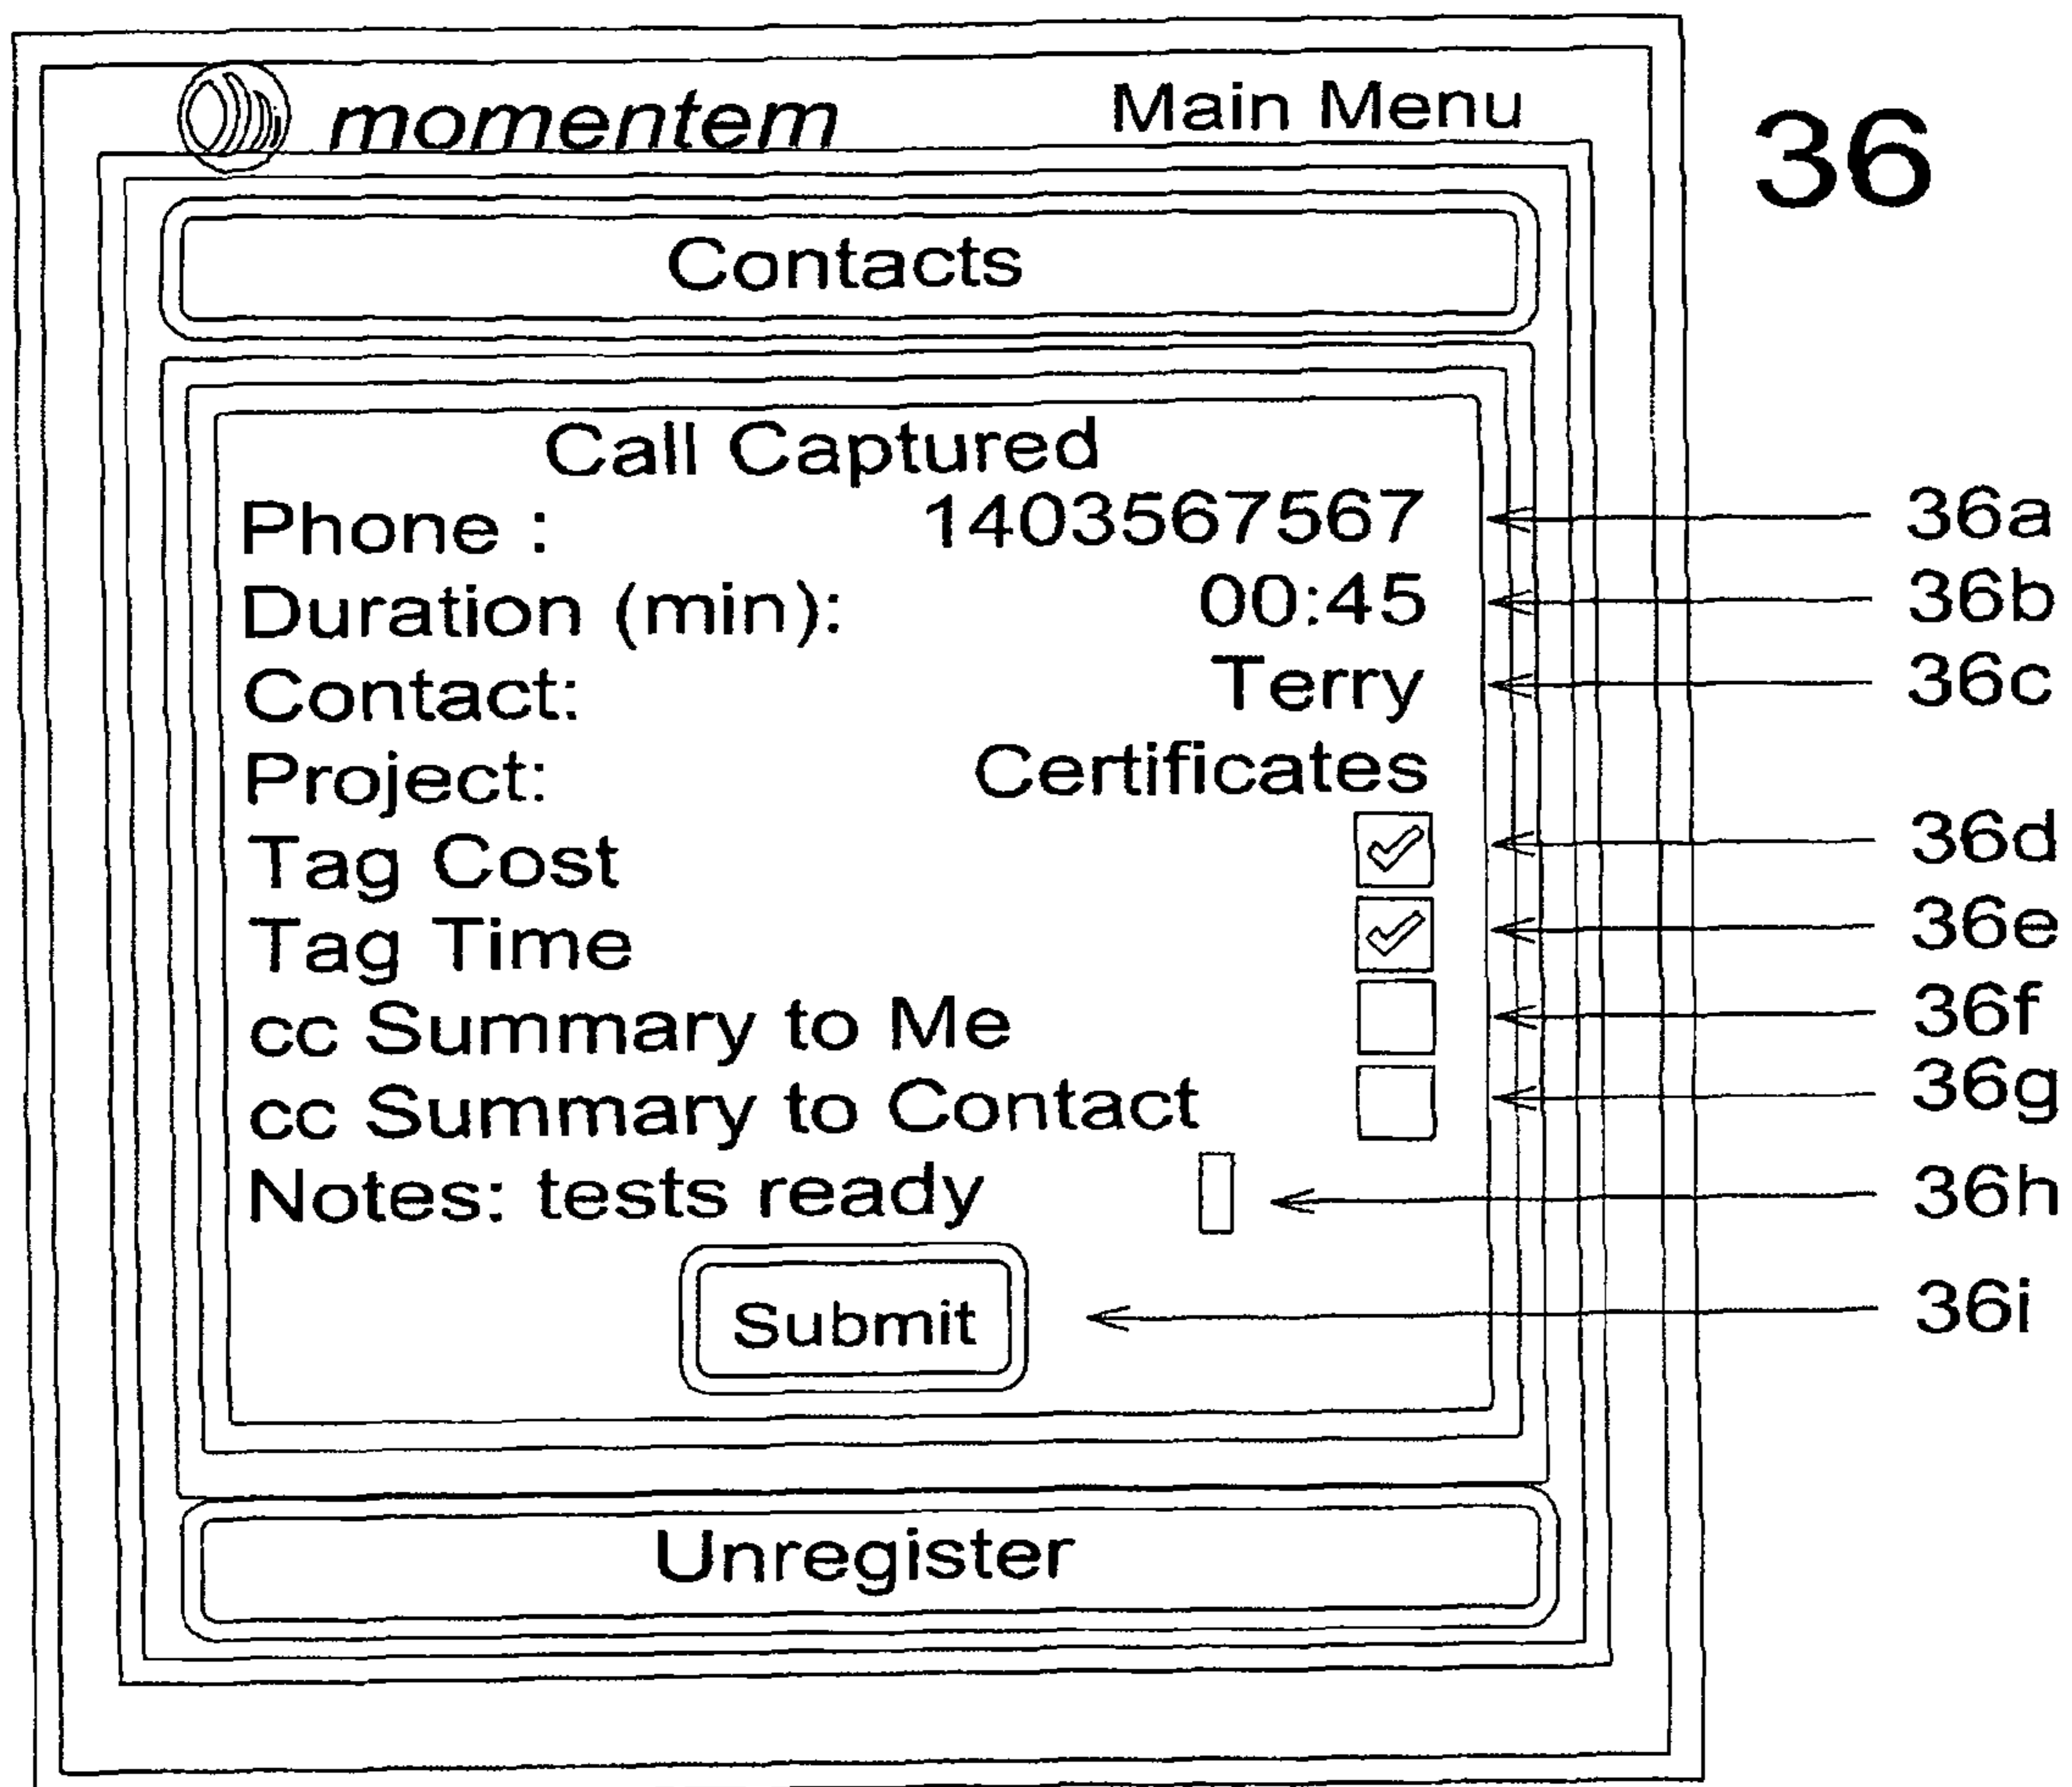 momentem Main Menu
36
Contacts
Call Captured
Phone : 1403567567 36a
Duration (min): 00:45 36b
Contact: Terry 36c
Project: Certificates
Tag Cost 36d
Tag Time 36e
cc Summary to Me 36f
cc Summary to Contact 36g
Notes: tests ready 36h
Submit 36i
Unregister